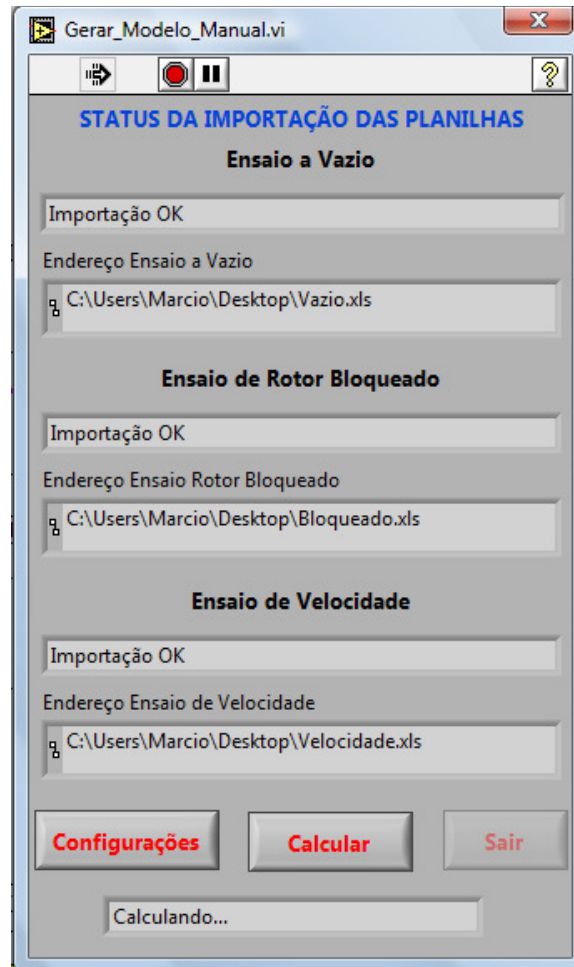 Gerar_Modelo_Manual.vi
STATUS DA IMPORTAÇÃO DAS PLANILHAS
Ensaio a Vazio
Importação OK
Endereço Ensaio a Vazio
C:\Users\Marcio\Desktop\Vazio.xls
Ensaio de Rotor Bloqueado
Importação OK
Endereço Ensaio Rotor Bloqueado
C:\Users\Marcio\Desktop\Bloqueado.xls
Ensaio de Velocidade
Importação OK
Endereço Ensaio de Velocidade
C:\Users\Marcio\Desktop\Velocidade.xls
Configurações Calcular Sair
Calculando...